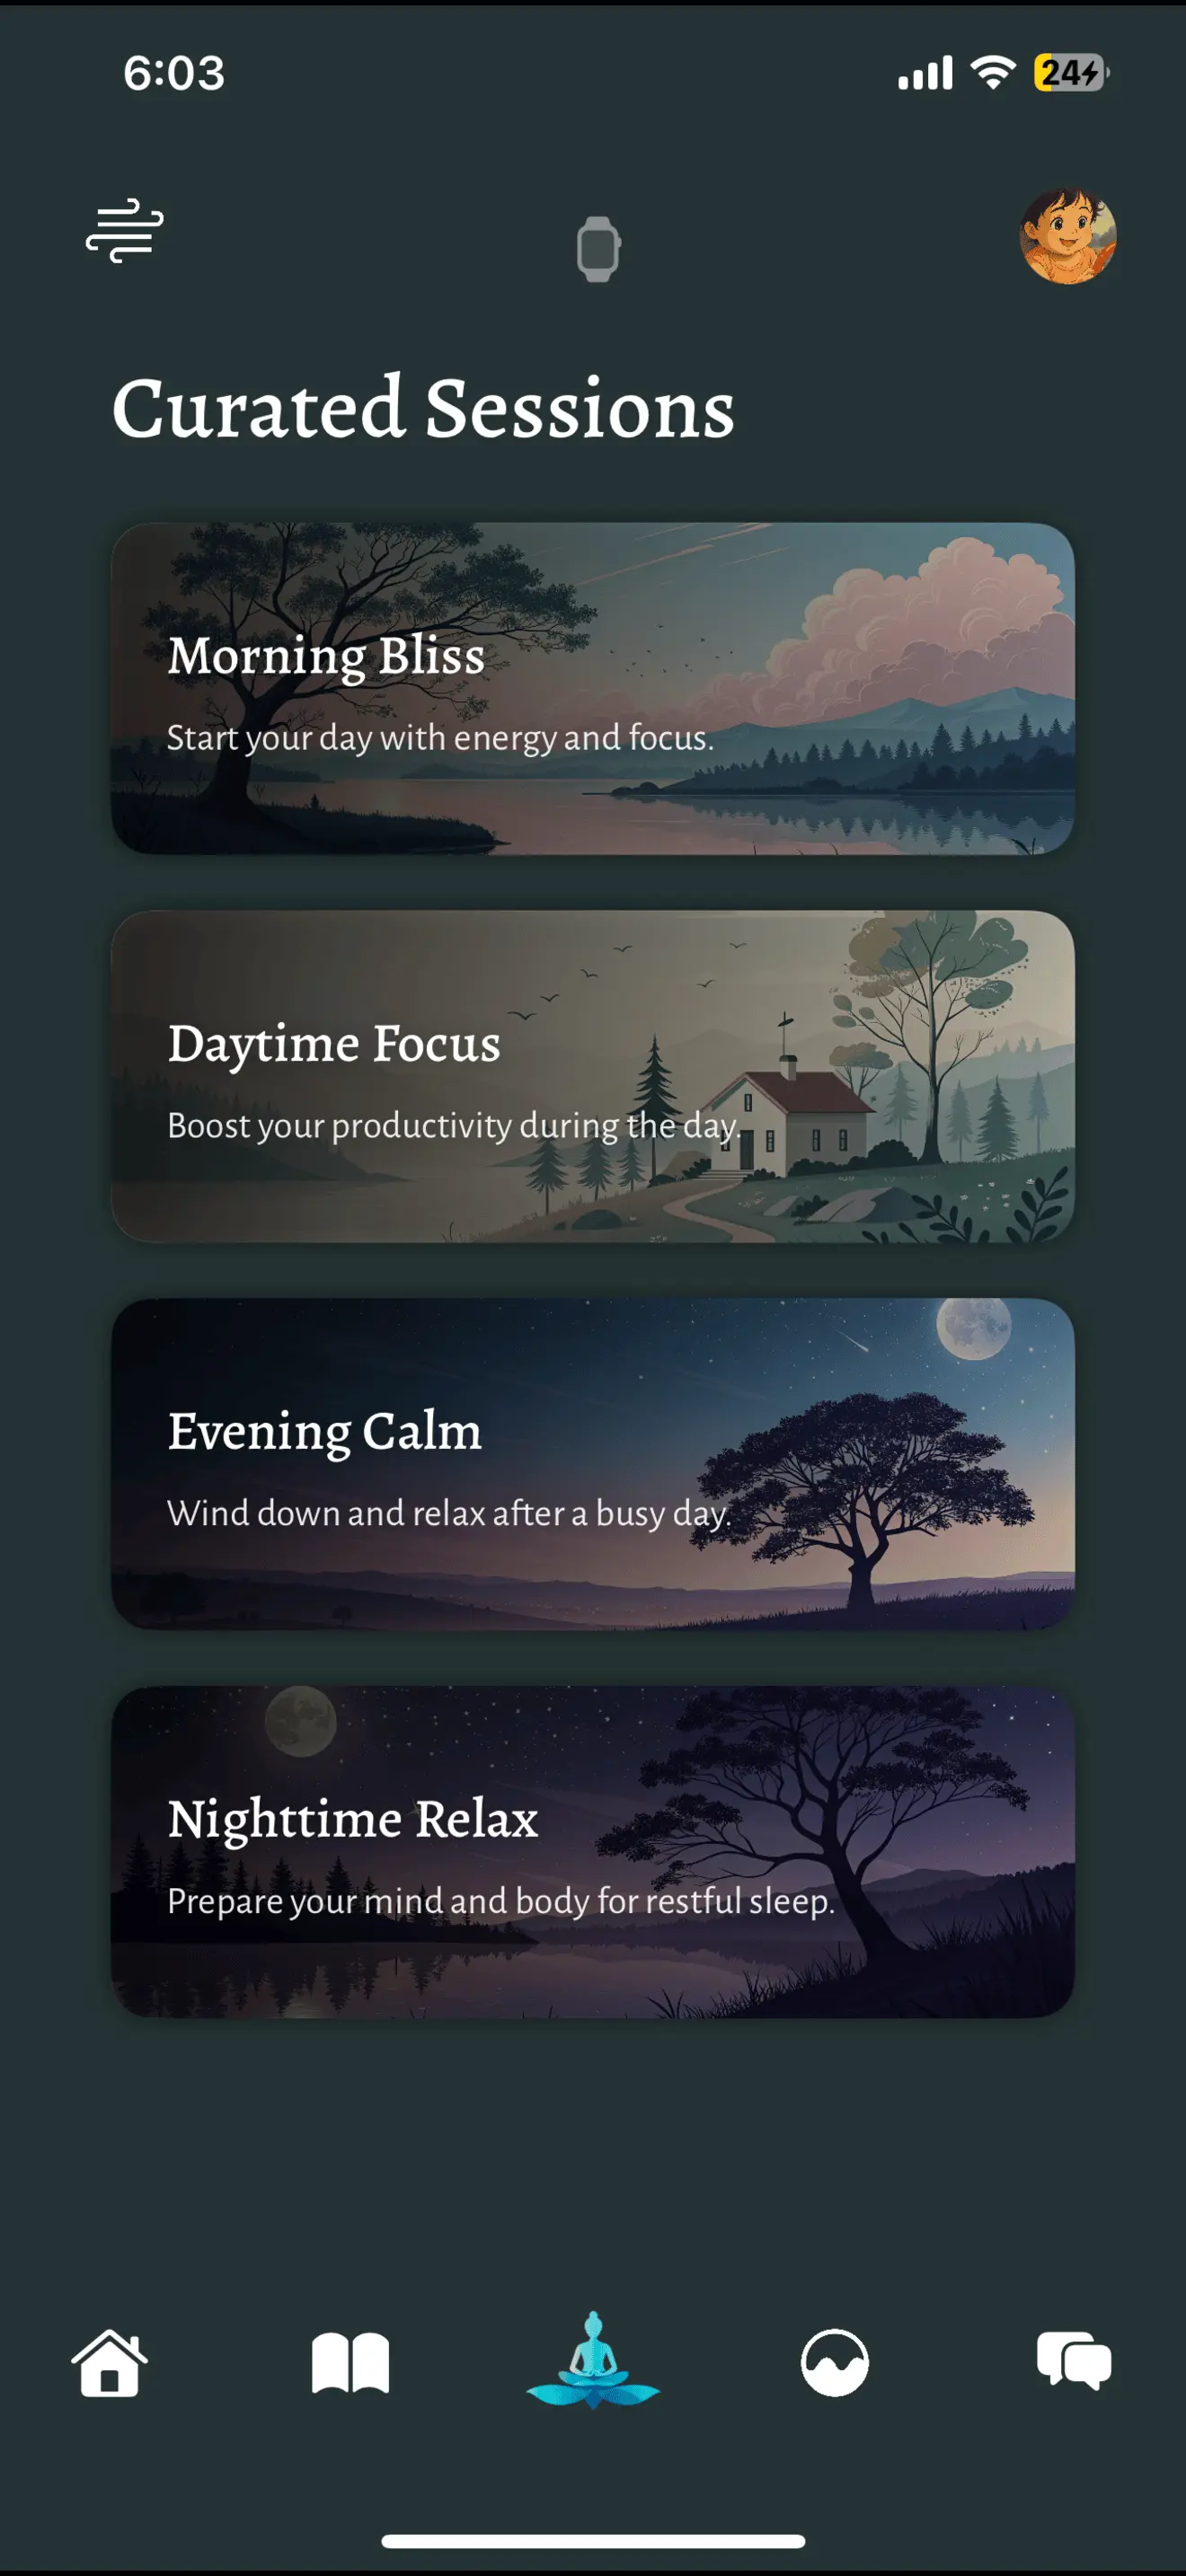 6:03
24
Curated Sessions
Morning Bliss
Start your day with energy and focus.
Daytime Focus
Boost your productivity during the day.
Evening Calm
Wind down and relax after a busy day.
Nighttime Relax
Prepare your mind and body for restful sleep.